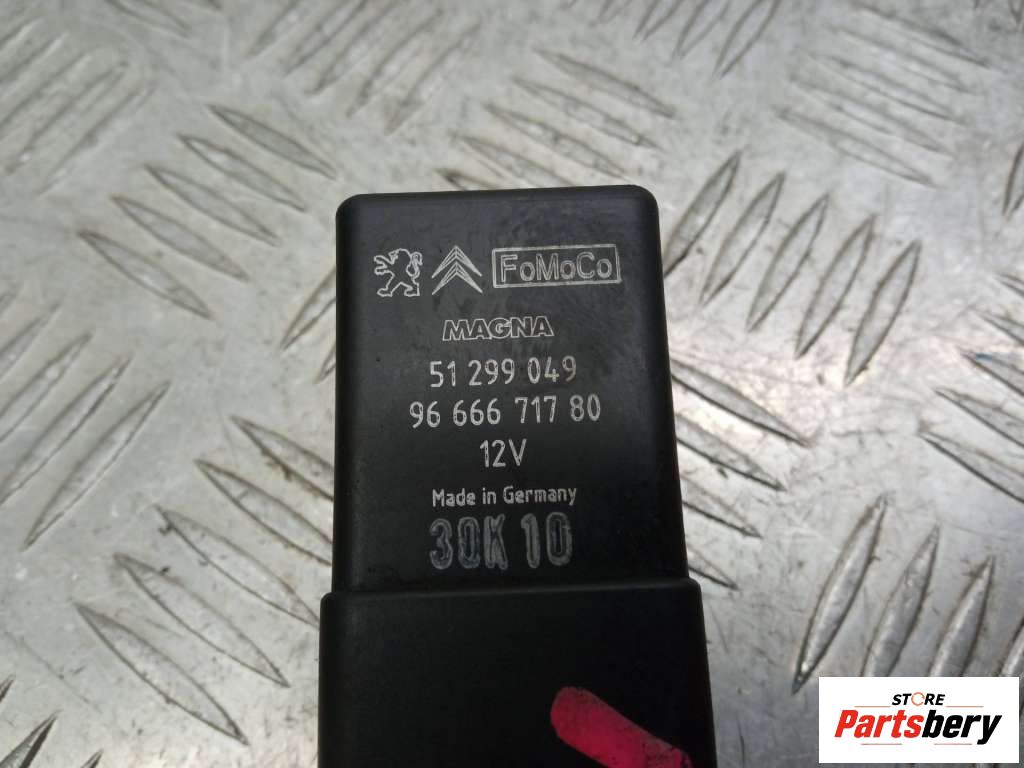 FoMoCo
MAGNA
51 299 049
96 666 717 80
12V
Made in Germany
30K 10
STORE
Partsbery